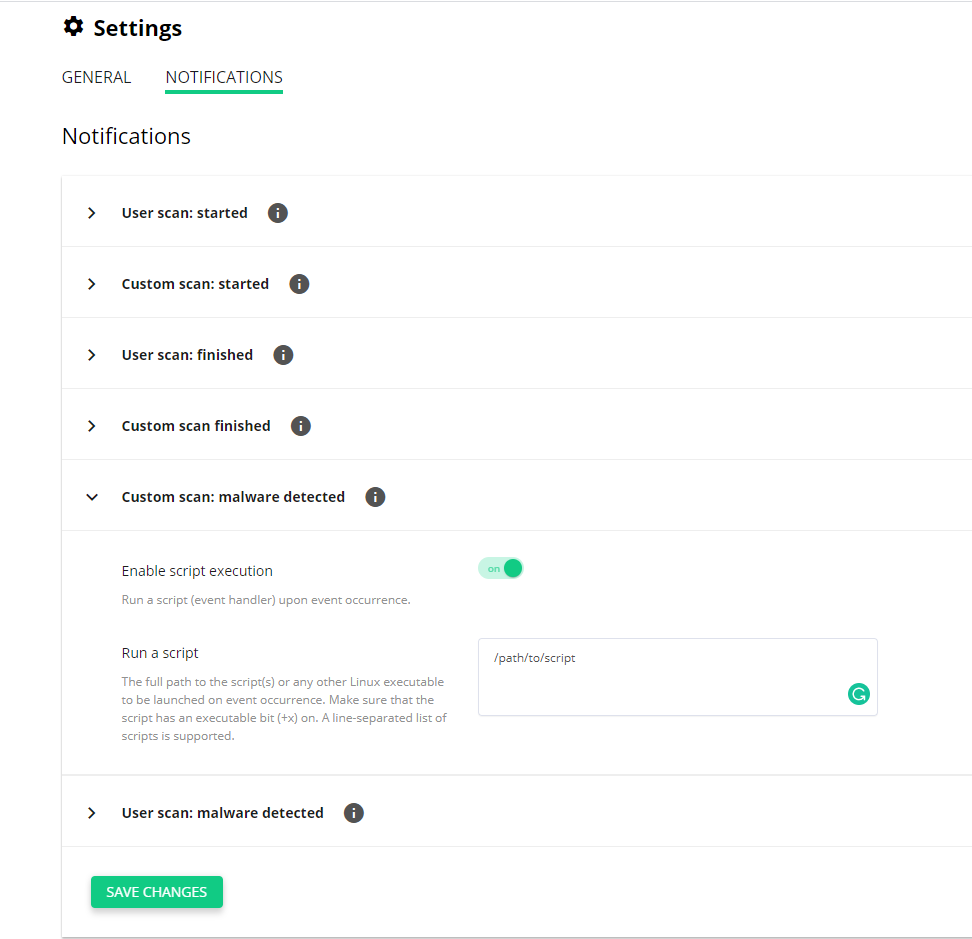 Settings
GENERAL NOTIFICATIONS
Notifications
User scan: started
Custom scan: started
User scan: finished
Custom scan finished
Custom scan: malware detected
Enable script execution
on
Run a script (event handler) upon event occurrence.
Run a script
/path/to/script
The full path to the script(s) or any other Linux executable
to be launched on event occurrence. Make sure that the
script has an executable bit (+x) on. A line-separated list of
scripts is supported.
User scan: malware detected
SAVE CHANGES